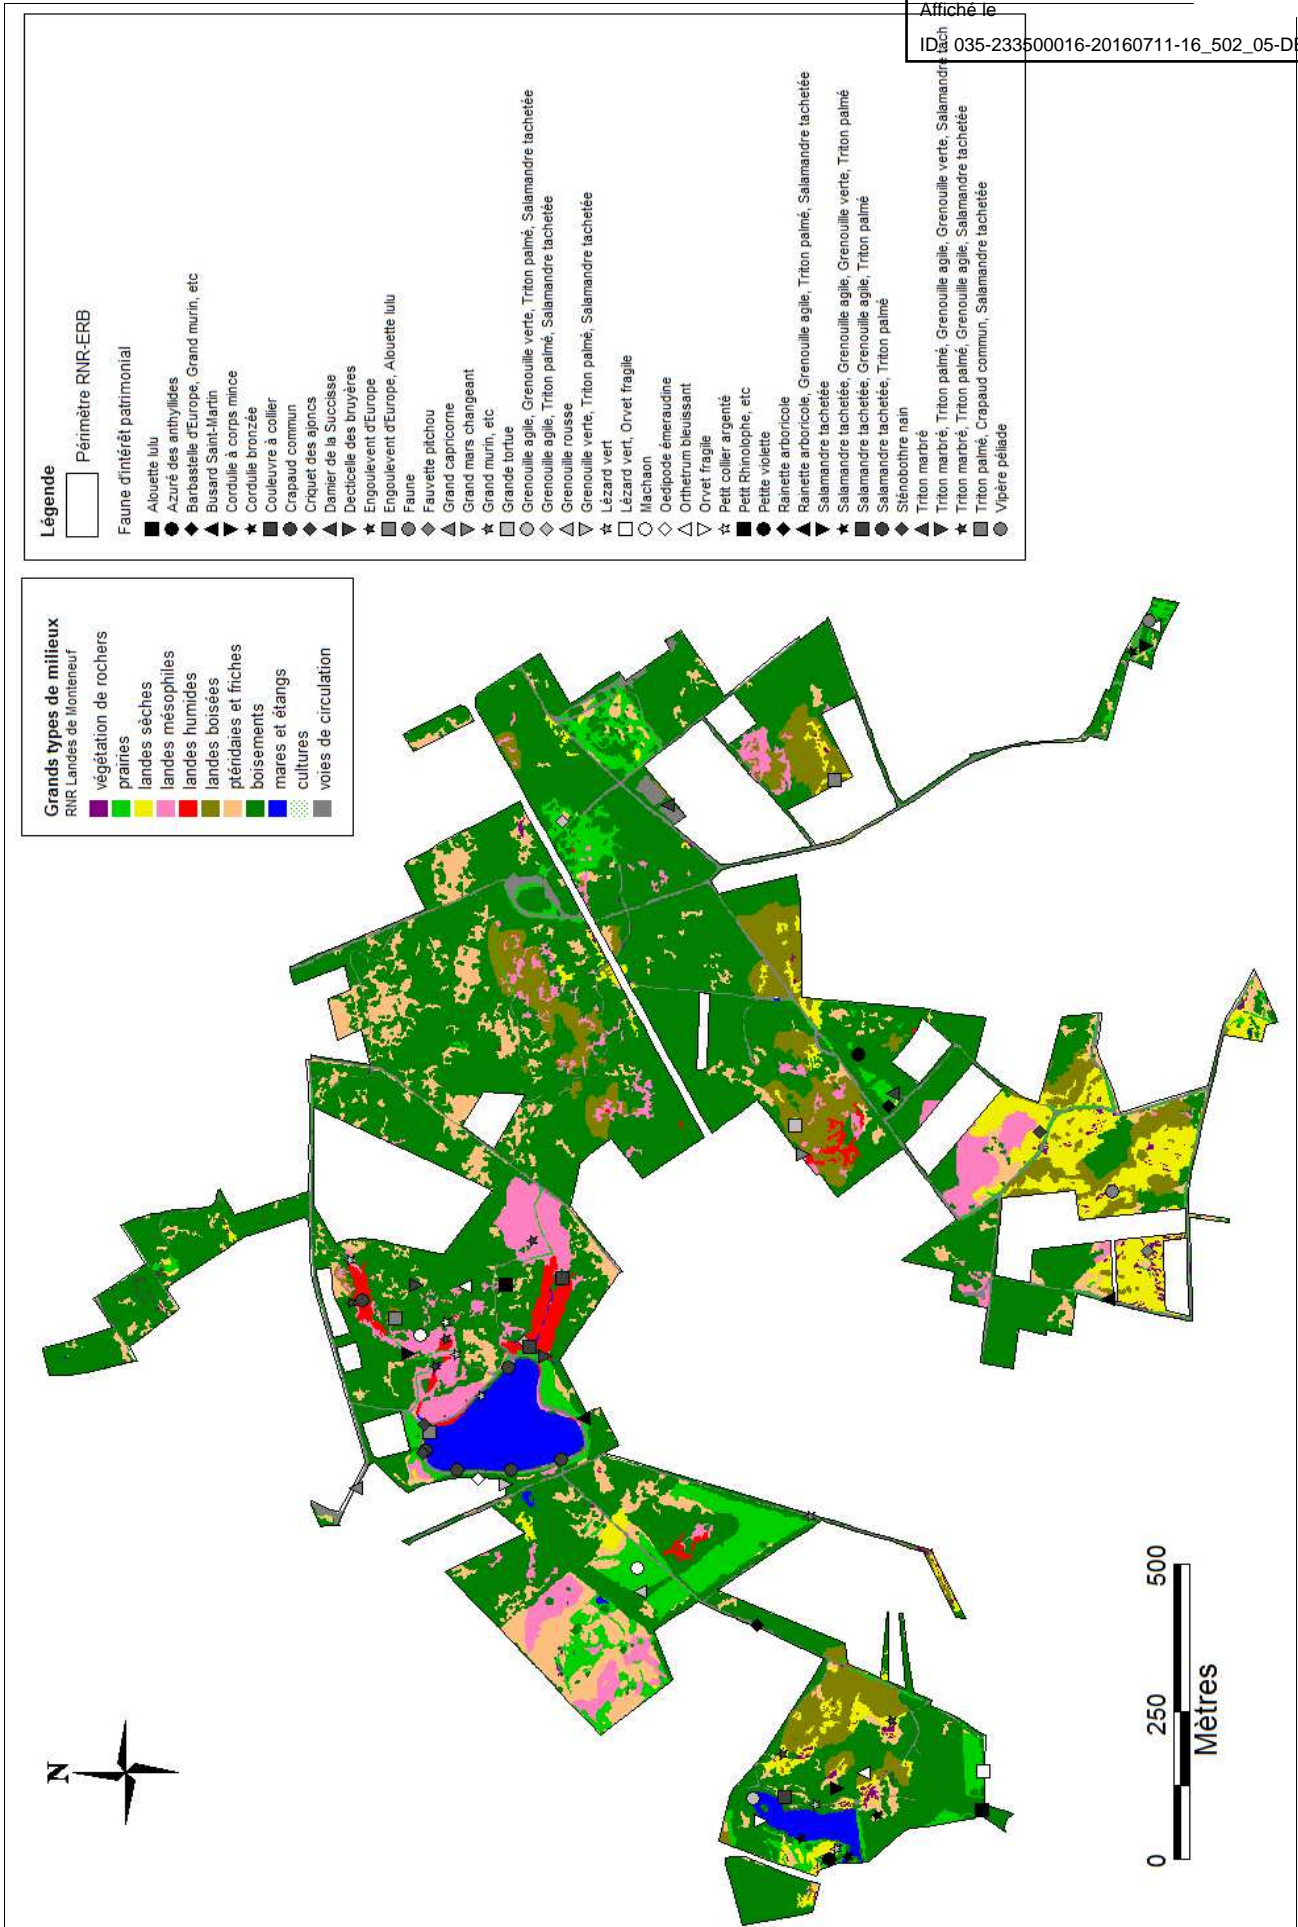 Affiché le
ID : 035-233500016-20160711-16_502_05-DE
Légende
Périmètre RNR-ERB
Faune d'intérêt patrimonial
Alouette lulu
Azuré des anthyllides
Barbastelle d'Europe, Grand murin, etc
Busard Saint-Martin
Cordulie à corps mince
Cordulie bronzée
Couleuvre à collier
Crapaud commun
Criquet des ajoncs
Damier de la Succisse
Decticelle des bruyères
Engoulevent d'Europe
Engoulevent d'Europe, Alouette lulu
Faune
Fauvette pitchou
Grand capricorne
Grand mars changeant
Grand murin, etc
Grande tortue
Grenouille agile, Grenouille verte, Triton palmé, Salamandre tachetée
Grenouille agile, Triton palmé, Salamandre tachetée
Grenouille rousse
Grenouille verte, Triton palmé, Salamandre tachetée
Lézard vert
Lézard vert, Orvet fragile
Machaon
Oedipode émeraudine
Orthetrum bleuissant
Orvet fragile
Petit collier argenté
Petit Rhinolophe, etc
Petite violette
Rainette arboricole
Rainette arboricole, Grenouille agile, Triton palmé, Salamandre tachetée
Salamandre tachetée
Salamandre tachetée, Grenouille agile, Grenouille verte, Triton palmé
Salamandre tachetée, Grenouille agile, Triton palmé
Salamandre tachetée, Triton palmé
Sténobothre nain
Triton marbré
Triton marbré, Triton palmé, Grenouille agile, Grenouille verte, Salamandre tach
Triton marbré, Triton palmé, Grenouille agile, Salamandre tachetée
Triton palmé, Crapaud commun, Salamandre tachetée
Vipère péliade
Grands types de milieux
RNR Landes de Monteneuf
végétation de rochers
prairies
landes sèches
landes mésophiles
landes humides
landes boisées
ptéridaies et friches
boisements
mares et étangs
cultures
voies de circulation
N
0 250 500
Mètres